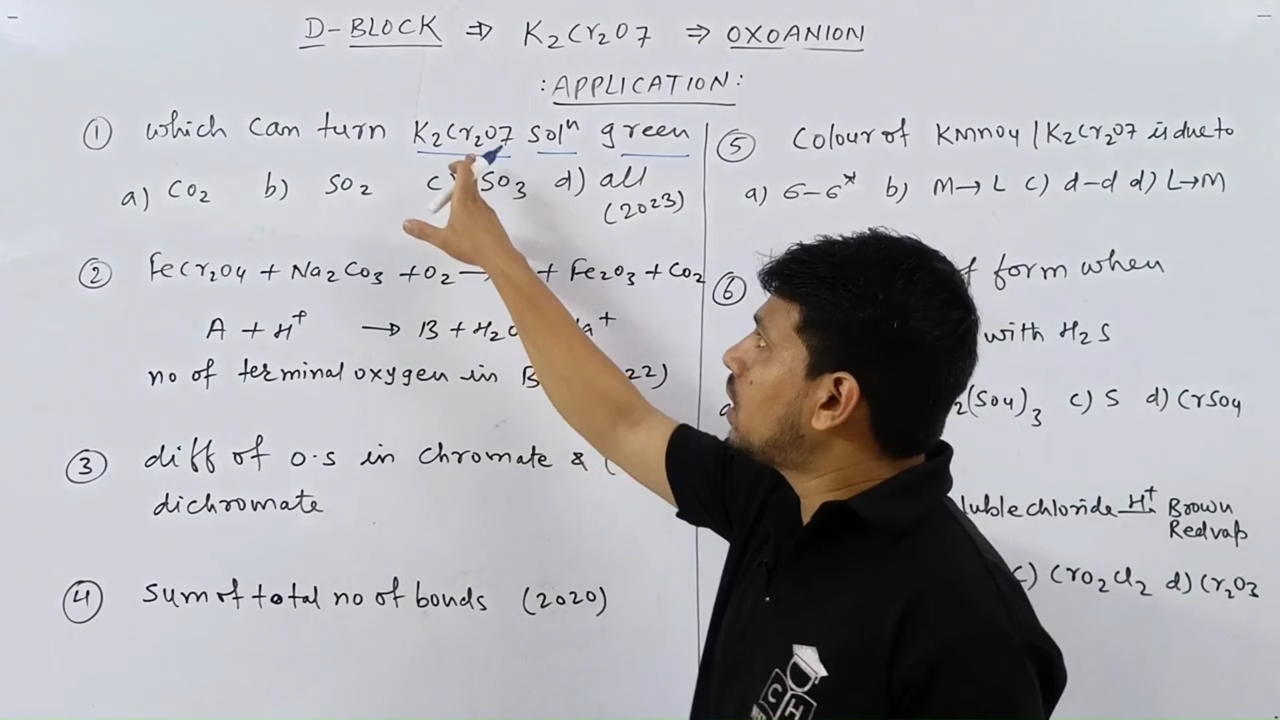 D-BLOCK ⇒ K2Cr2O7 ⇒ OXOANION
:APPLICATION:
① which can turn K2Cr2O7 solⁿ green
a) CO2 b) SO2 c) SO3 d) all
(2023)
② FeCr2O4 + Na2CO3 + O2 → + Fe2O3 + CO2
A + H⁺ → B + H2O
no of terminal oxygen in B 22)
③ diff of O.S in chromate &
dichromate
④ Sum of total no of bonds (2020)
⑤ Colour of KMnO4 / K2Cr2O7 is due to
a) σ-σ* b) M→L c) d-d d) L→M
⑥ form when
with H2S
2(SO4)3 c) S d) CrSO4
chloride H⁺ Brown
Red vap
c) CrO2Cl2 d) Cr2O3
CH